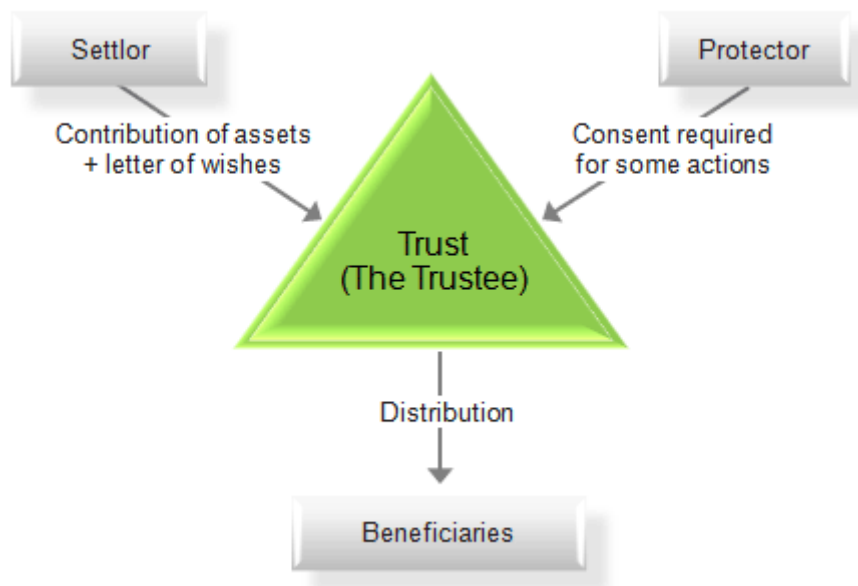 Settlor
Protector
Contribution of assets
+ letter of wishes
Consent required
for some actions
Trust
(The Trustee)
Distribution
Beneficiaries